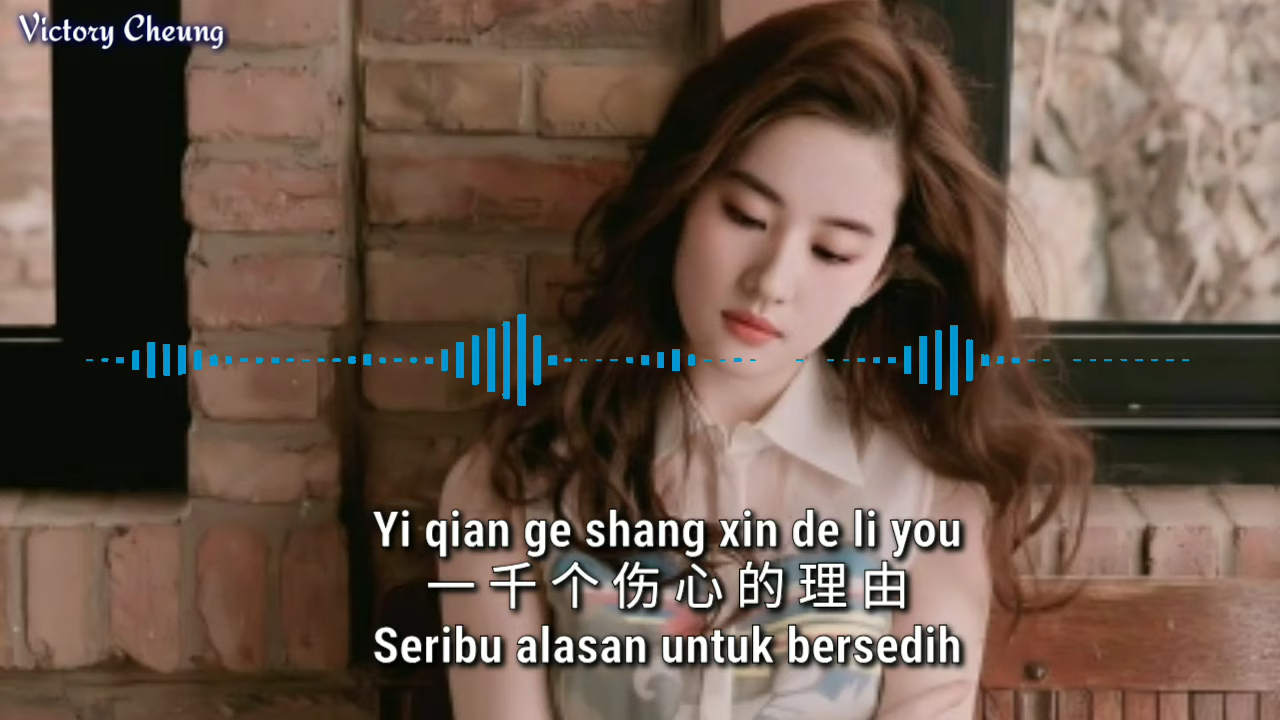 Victory Cheung
Yi qian ge shang xin de li you
一千个伤心的理由
Seribu alasan untuk bersedih